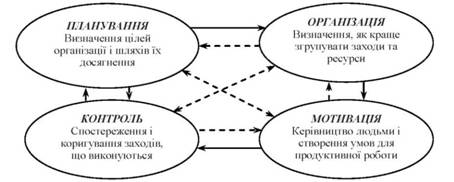 ПЛАНУВАННЯ
Визначення цілей
організації і шляхів їх
досягнення
ОРГАНІЗАЦІЯ
Визначення, як краще
згрупувати заходи та
ресурси
КОНТРОЛЬ
Спостереження і
коригування заходів,
що виконуються
МОТИВАЦІЯ
Керівництво людьми і
створення умов для
продуктивної роботи